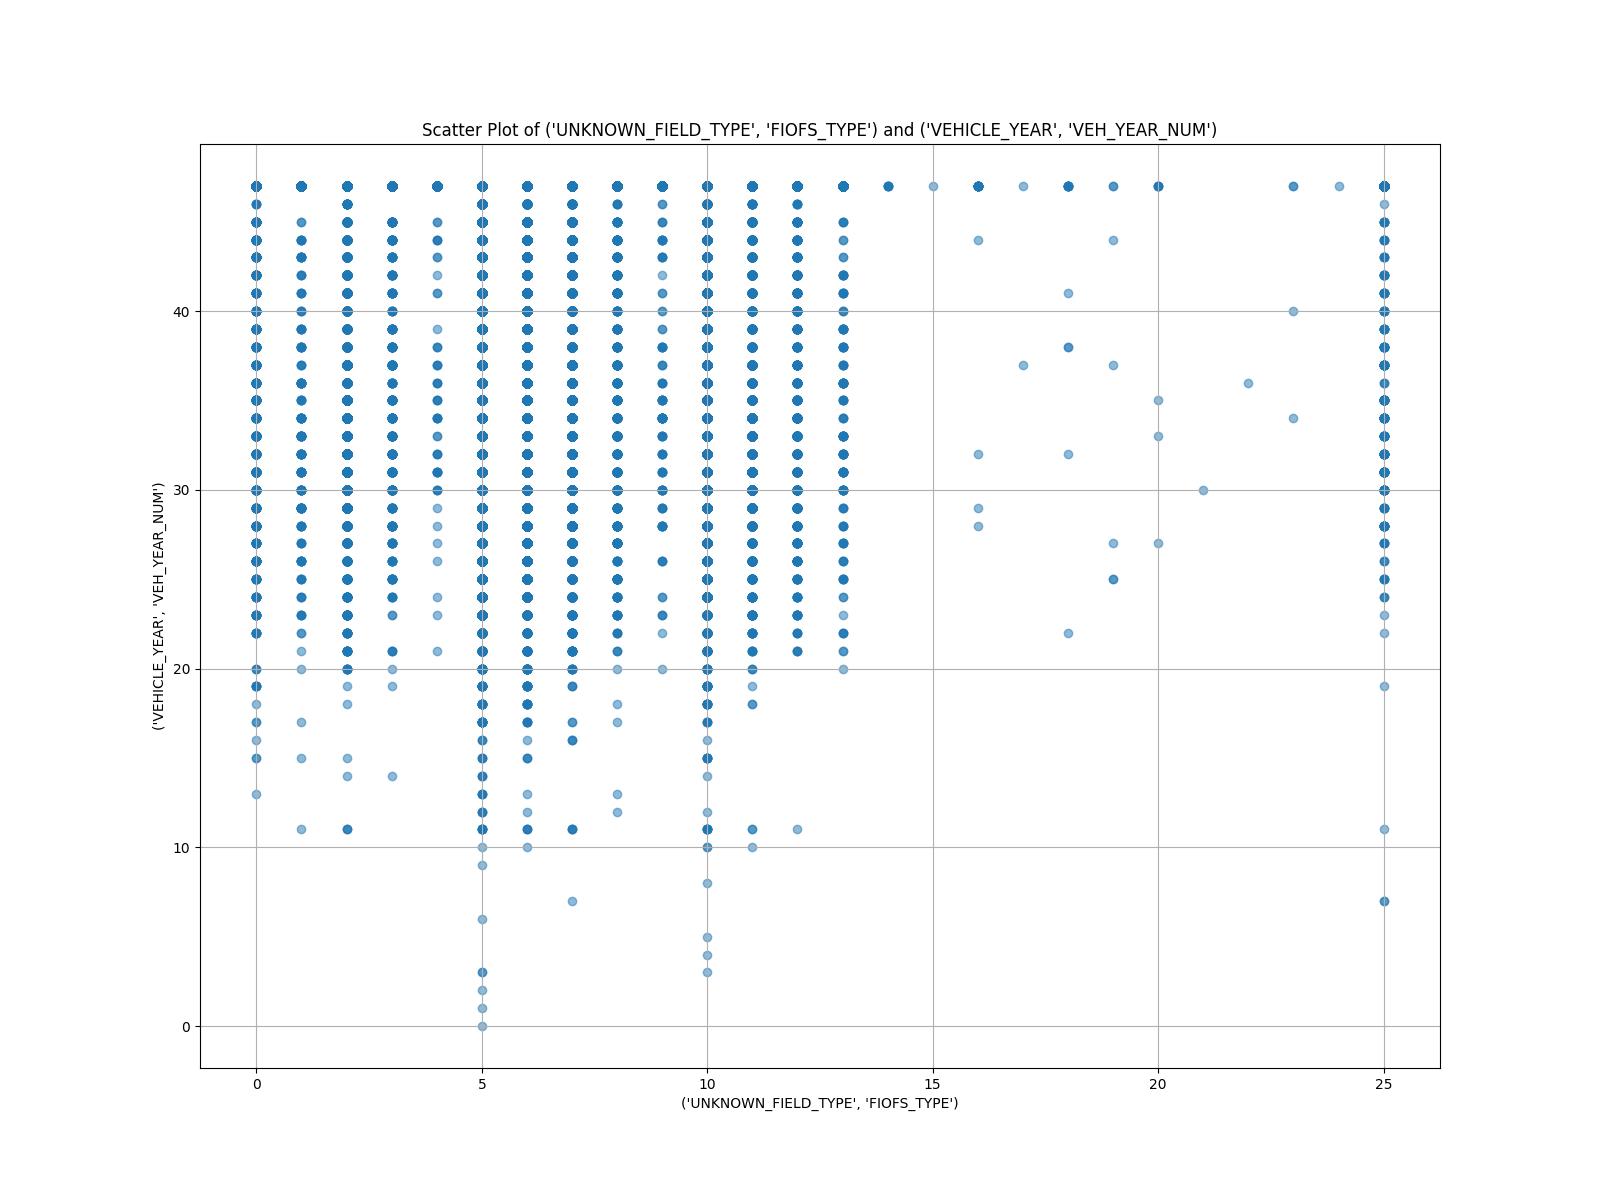 Scatter Plot of ('UNKNOWN_FIELD_TYPE', 'FIOFS_TYPE') and ('VEHICLE_YEAR', 'VEH_YEAR_NUM')
40
30
20
10
0
('VEHICLE_YEAR', 'VEH_YEAR_NUM')
0 5 10 15 20 25
('UNKNOWN_FIELD_TYPE', 'FIOFS_TYPE')